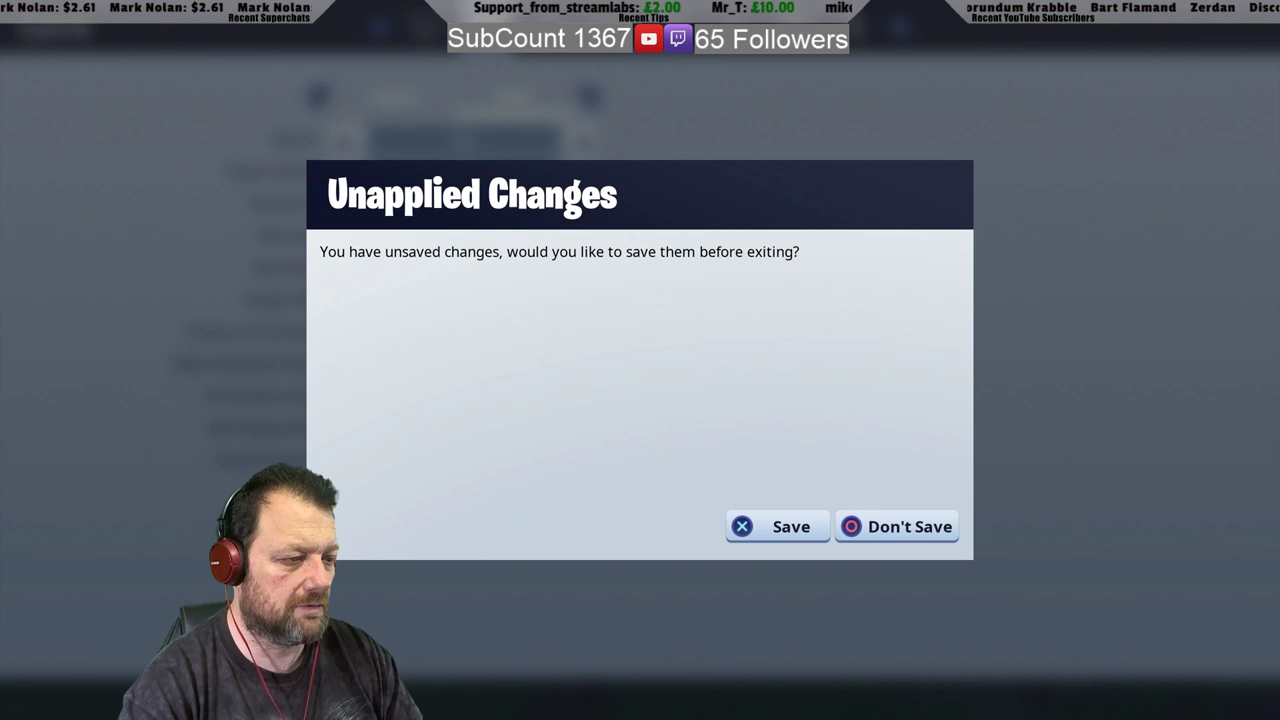 rk Nolan: $2.61 Mark Nolan: $2.61 Mark Nolan
Recent Superchats
Support_from_streamlabs: £2.00 Mr_T: £10.00 mike
Recent Tips
orundum Krabble Bart Flamand Zerdan Disco
Recent YouTube Subscribers
SubCount 1367 65 Followers
Unapplied Changes
You have unsaved changes, would you like to save them before exiting?
Save Don't Save